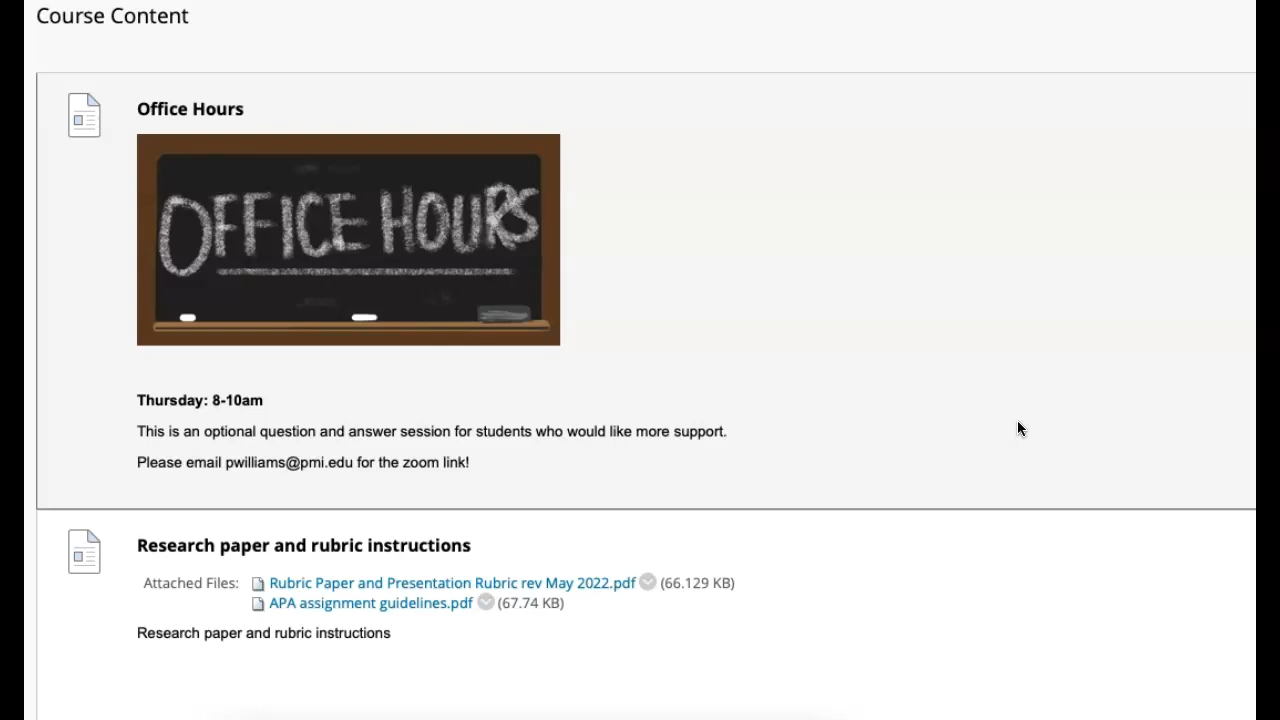 Course Content
Office Hours
OFFICE HOURS
Thursday: 8-10am
This is an optional question and answer session for students who would like more support.
Please email pwilliams@pmi.edu for the zoom link!
Research paper and rubric instructions
Attached Files: Rubric Paper and Presentation Rubric rev May 2022.pdf (66.129 KB)
APA assignment guidelines.pdf (67.74 KB)
Research paper and rubric instructions